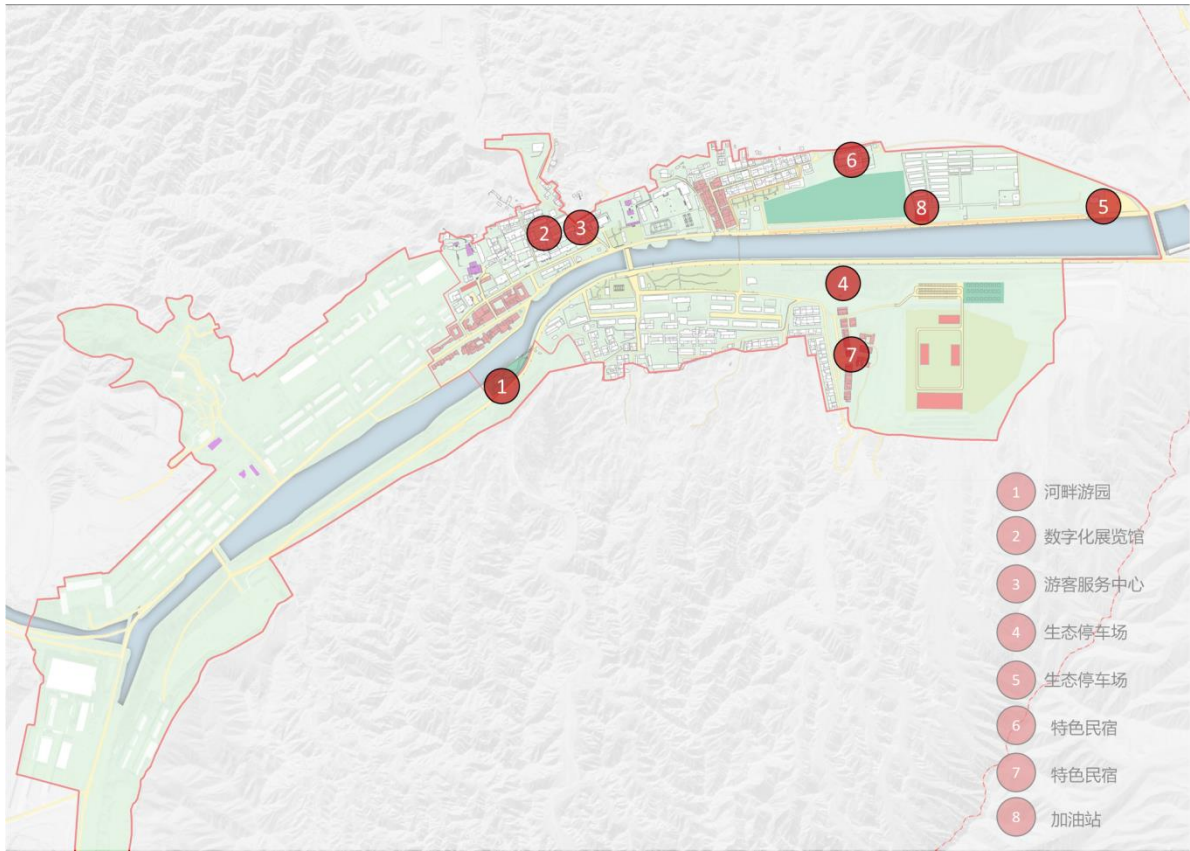 6
8
5
2
3
4
7
1
1 河畔游园
2 数字化展览馆
3 游客服务中心
4 生态停车场
5 生态停车场
6 特色民宿
7 特色民宿
8 加油站